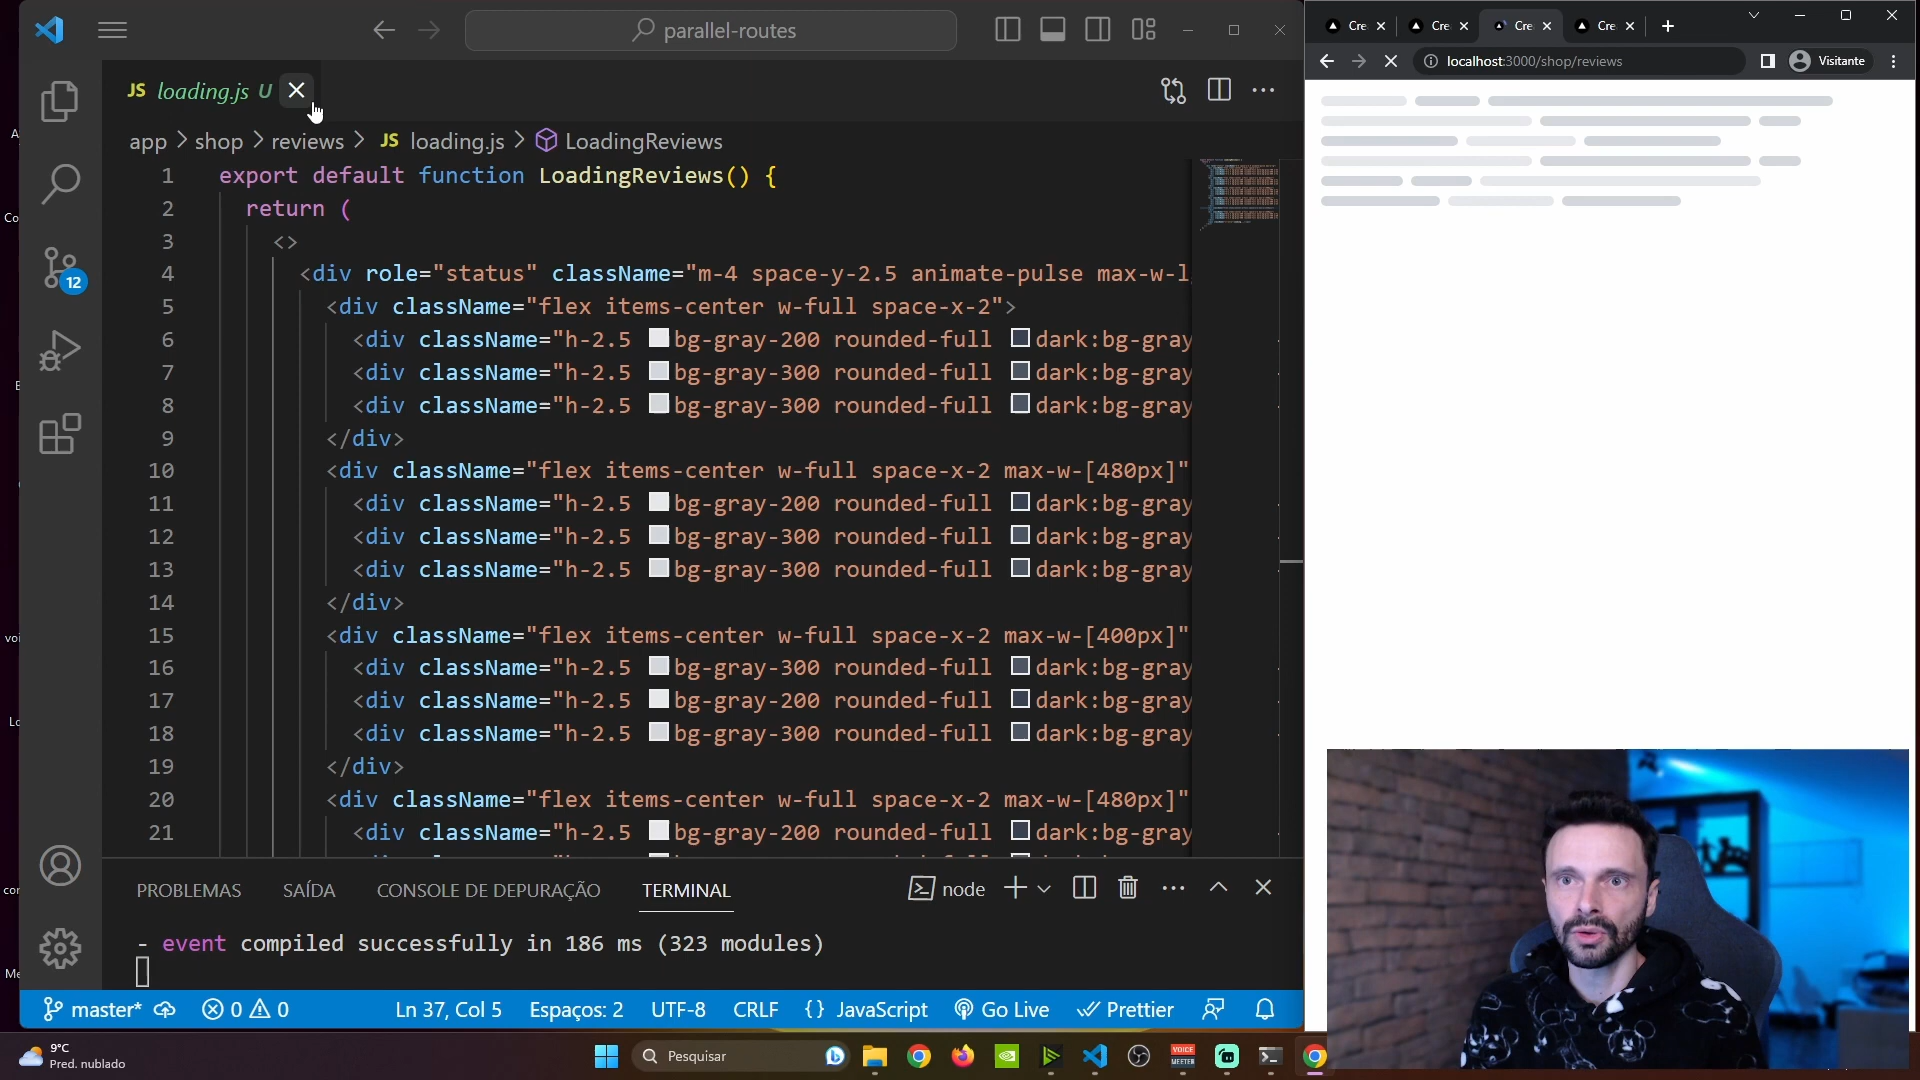 parallel-routes
JS loading.js U
app > shop > reviews > JS loading.js > LoadingReviews
1 export default function LoadingReviews() {
2 return (
3 <>
4 <div role="status" className="m-4 space-y-2.5 animate-pulse max-w-l
5 <div className="flex items-center w-full space-x-2">
6 <div className="h-2.5 bg-gray-200 rounded-full dark:bg-gray
7 <div className="h-2.5 bg-gray-300 rounded-full dark:bg-gray
8 <div className="h-2.5 bg-gray-300 rounded-full dark:bg-gray
9 </div>
10 <div className="flex items-center w-full space-x-2 max-w-[480px]"
11 <div className="h-2.5 bg-gray-200 rounded-full dark:bg-gray
12 <div className="h-2.5 bg-gray-300 rounded-full dark:bg-gray
13 <div className="h-2.5 bg-gray-300 rounded-full dark:bg-gray
14 </div>
15 <div className="flex items-center w-full space-x-2 max-w-[400px]"
16 <div className="h-2.5 bg-gray-300 rounded-full dark:bg-gray
17 <div className="h-2.5 bg-gray-200 rounded-full dark:bg-gray
18 <div className="h-2.5 bg-gray-300 rounded-full dark:bg-gray
19 </div>
20 <div className="flex items-center w-full space-x-2 max-w-[480px]"
21 <div className="h-2.5 bg-gray-200 rounded-full dark:bg-gray
12
PROBLEMAS SAÍDA CONSOLE DE DEPURAÇÃO TERMINAL node
- event compiled successfully in 186 ms (323 modules)
master* 0 0 Ln 37, Col 5 Espaços: 2 UTF-8 CRLF {} JavaScript Go Live Prettier
Cre Cre Cre Cre
localhost:3000/shop/reviews Visitante
9°C
Pred. nublado
Pesquisar
VOICE
MEETER